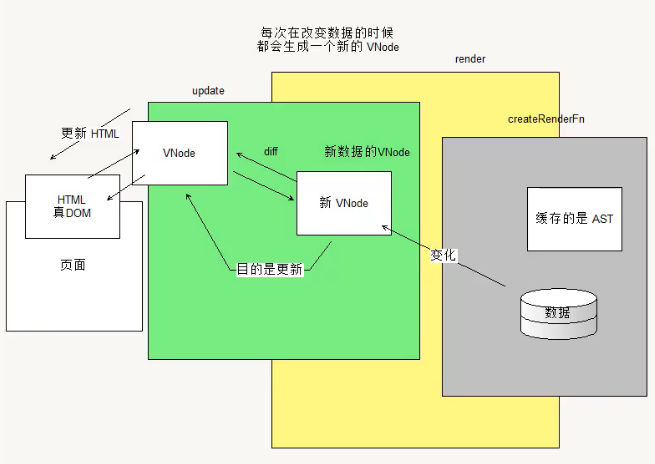 每次在改变数据的时候
都会生成一个新的 VNode
render
update
createRenderFn
更新 HTML
VNode
diff
新数据的VNode
HTML
真DOM
新 VNode
缓存的是 AST
变化
页面
目的是更新
数据